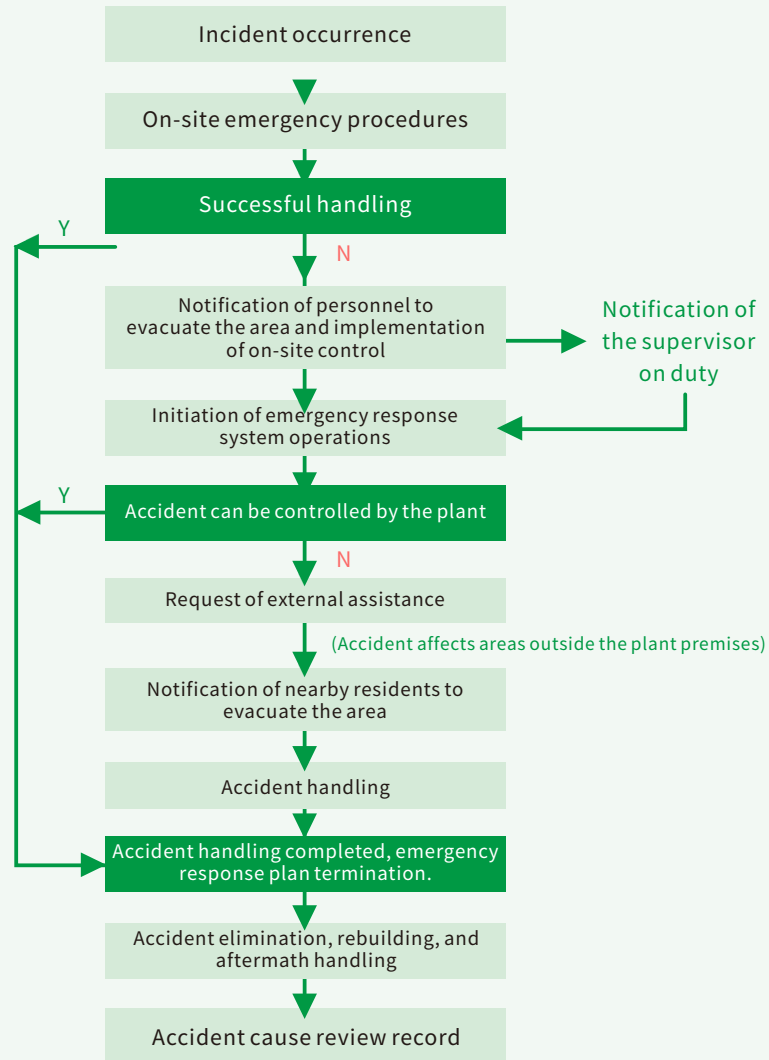 Incident occurrence
On-site emergency procedures
Successful handling
Y
N
Notification of personnel to
evacuate the area and implementation
of on-site control
Notification of
the supervisor
on duty
Initiation of emergency response
system operations
Y
Accident can be controlled by the plant
N
Request of external assistance
(Accident affects areas outside the plant premises)
Notification of nearby residents to
evacuate the area
Accident handling
Accident handling completed, emergency
response plan termination.
Accident elimination, rebuilding, and
aftermath handling
Accident cause review record